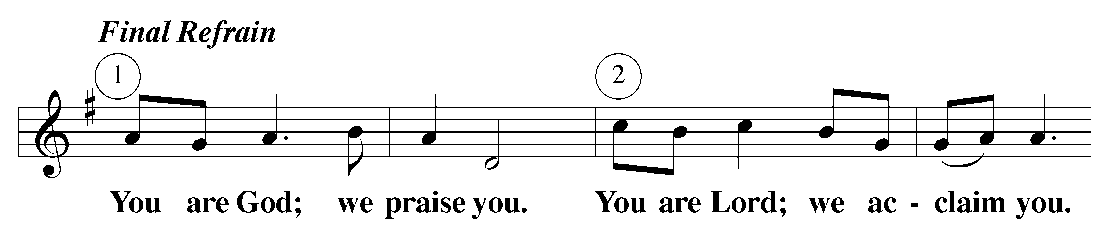 Final Refrain
1 2
You are God; we praise you. You are Lord; we ac - claim you.